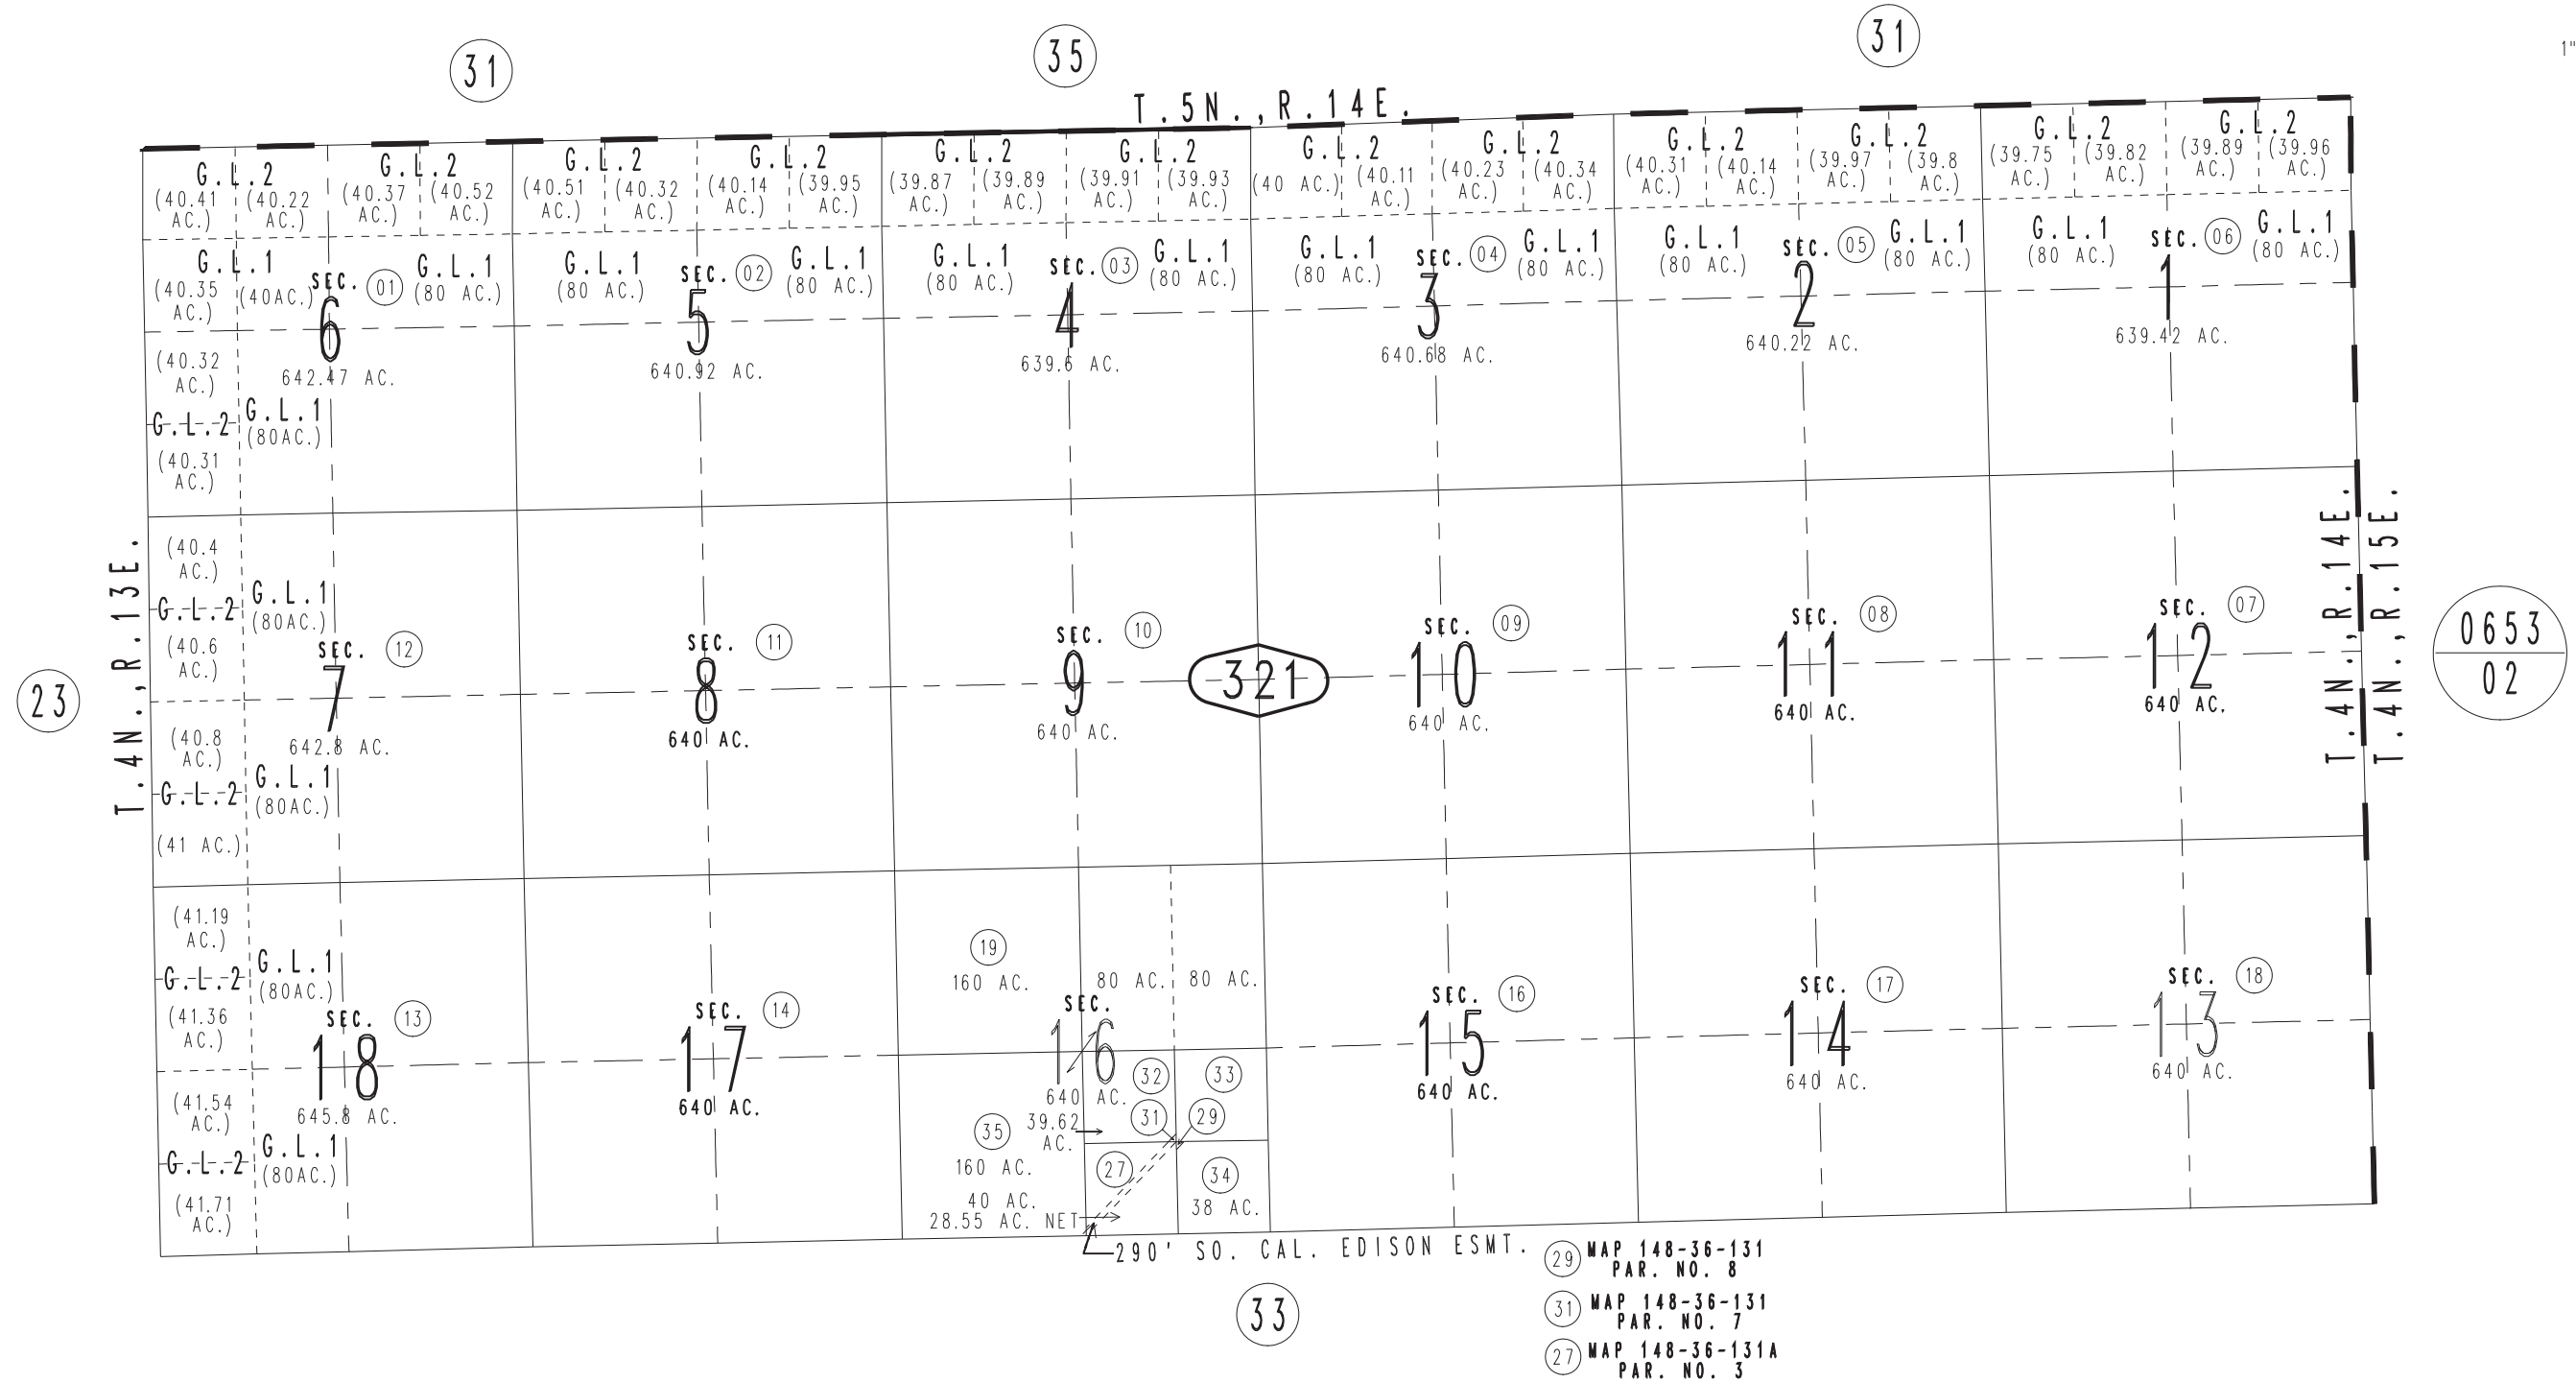 31
35
31
1"
T.5N.,R.14E.
G.L.2
G.L.2
G.L.2
G.L.2
G.L.2
G.L.2
G.L.2
G.L.2
G.L.2
G.L.2
G.L.2
G.L.2
(40.41 AC.)
(40.22 AC.)
(40.37 AC.)
(40.52 AC.)
(40.51 AC.)
(40.32 AC.)
(40.14 AC.)
(39.95 AC.)
(39.87 AC.)
(39.89 AC.)
(39.91 AC.)
(39.93 AC.)
(40 AC.)
(40.11 AC.)
(40.23 AC.)
(40.34 AC.)
(40.31 AC.)
(40.14 AC.)
(39.97 AC.)
(39.8 AC.)
(39.75 AC.)
(39.82 AC.)
(39.89 AC.)
(39.96 AC.)
G.L.1
(40.35 AC.)
(40AC.)
SEC. 01
6
642.47 AC.
G.L.1
(80 AC.)
G.L.1
(80 AC.)
SEC. 02
5
640.92 AC.
G.L.1
(80 AC.)
G.L.1
(80 AC.)
SEC. 03
4
639.6 AC.
G.L.1
(80 AC.)
G.L.1
(80 AC.)
SEC. 04
3
640.68 AC.
G.L.1
(80 AC.)
G.L.1
(80 AC.)
SEC. 05
2
640.22 AC.
G.L.1
(80 AC.)
G.L.1
(80 AC.)
SEC. 06
1
639.42 AC.
G.L.1
(80 AC.)
(40.32 AC.)
G.L.2
(40.31 AC.)
G.L.1
(80AC.)
T.4N.,R.13E.
23
(40.4 AC.)
G.L.2
(40.6 AC.)
G.L.1
(80AC.)
SEC. 12
7
642.8 AC.
(40.8 AC.)
G.L.2
(41 AC.)
G.L.1
(80AC.)
SEC. 11
8
640 AC.
SEC. 10
9
640 AC.
321
SEC. 09
10
640 AC.
SEC. 08
11
640 AC.
SEC. 07
12
640 AC.
T.4N.,R.14E.
T.4N.,R.15E.
0653
02
(41.19 AC.)
G.L.2
(41.36 AC.)
G.L.1
(80AC.)
SEC. 13
18
645.8 AC.
(41.54 AC.)
G.L.2
(41.71 AC.)
G.L.1
(80AC.)
SEC. 14
17
640 AC.
19
160 AC.
80 AC.
80 AC.
SEC.
16
640 AC.
32
33
31
29
39.62 AC.
35
160 AC.
27
34
38 AC.
40 AC.
28.55 AC. NET
290' SO. CAL. EDISON ESMT.
SEC. 16
15
640 AC.
SEC. 17
14
640 AC.
SEC. 18
13
640 AC.
33
29 MAP 148-36-131
PAR. NO. 8
31 MAP 148-36-131
PAR. NO. 7
27 MAP 148-36-131A
PAR. NO. 3